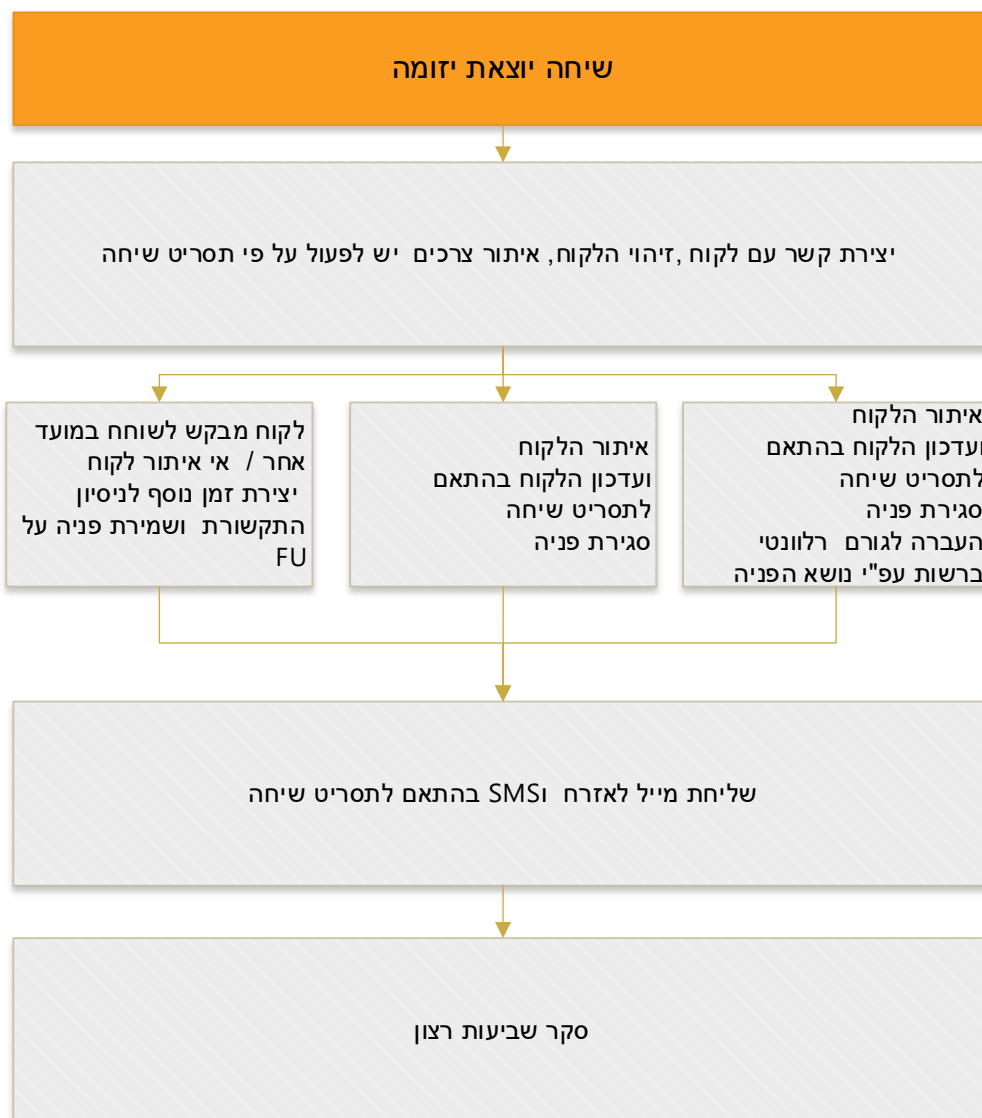 שיחה יוצאת יזומה
יצירת קשר עם לקוח ,זיהוי הלקוח, איתור צרכים  יש לפעול על פי תסריט שיחה
איתור הלקוח
ועדכון הלקוח בהתאם
לתסריט שיחה
סגירת פניה
העברה לגורם  רלוונטי
ברשות עפ"י נושא הפניה
איתור הלקוח
ועדכון הלקוח בהתאם
לתסריט שיחה
סגירת פניה
לקוח מבקש לשוחח במועד
אחר /  אי איתור לקוח
יצירת זמן נוסף לניסיון
התקשורת  ושמירת פניה על
FU
שליחת מייל לאזרח  וSMS בהתאם לתסריט שיחה
סקר שביעות רצון